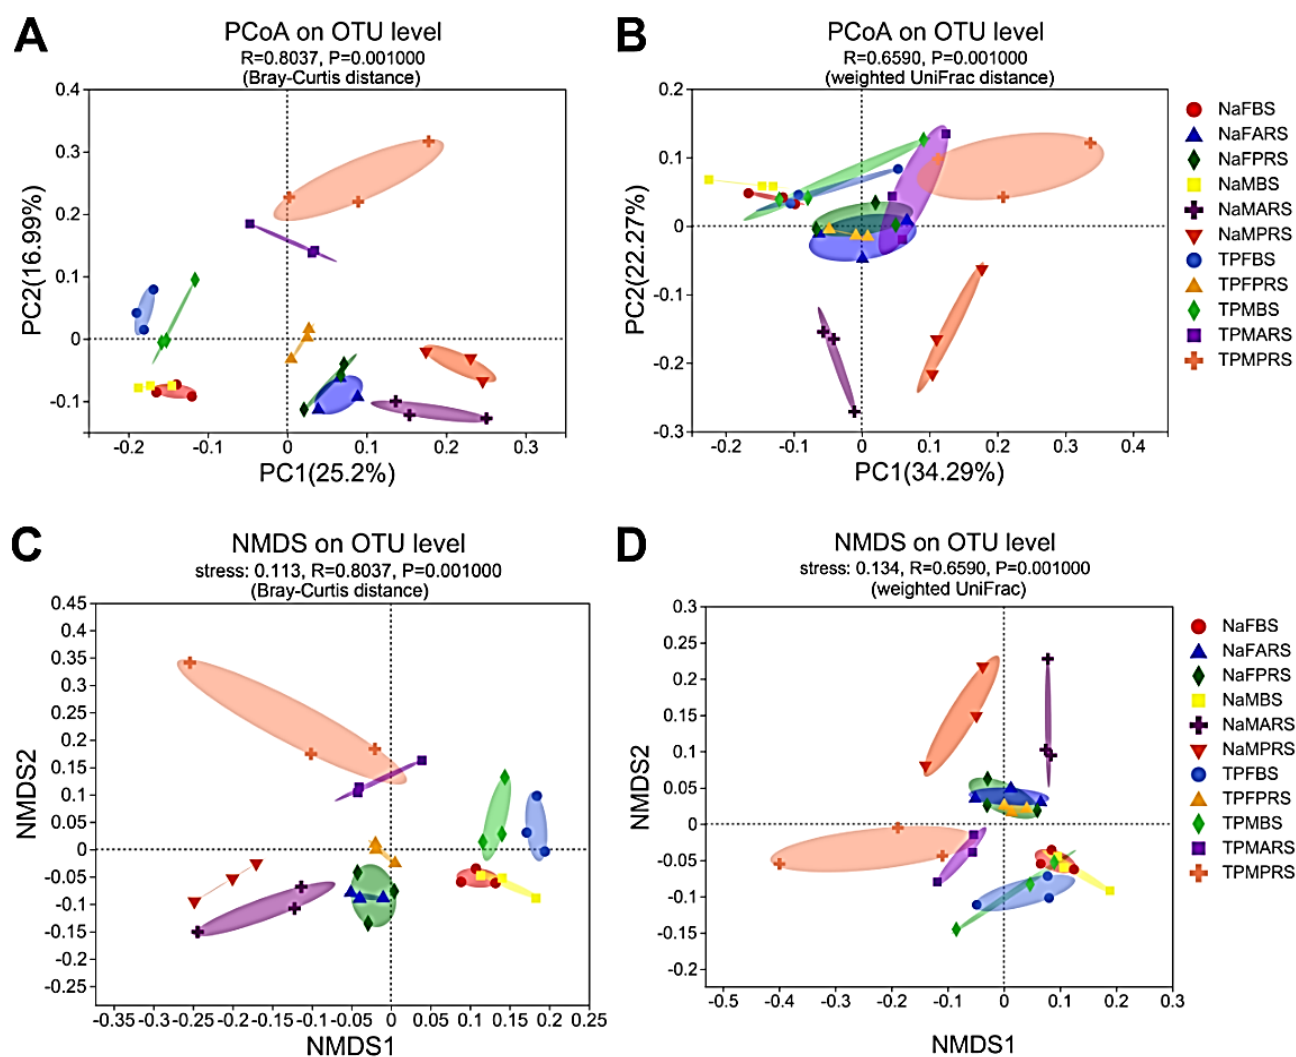 A
PCoA on OTU level
R=0.8037, P=0.001000
(Bray-Curtis distance)
PC2(16.99%)
0.4
0.3
0.2
0.1
0
-0.1
-0.2
-0.1
0
0.1
0.2
0.3
PC1(25.2%)
B
PCoA on OTU level
R=0.6590, P=0.001000
(weighted UniFrac distance)
PC2(22.27%)
0.2
0.1
0
-0.1
-0.2
-0.3
-0.2
-0.1
0
0.1
0.2
0.3
0.4
PC1(34.29%)
NaFBS
NaFARS
NaFPRS
NaMBS
NaMARS
NaMPRS
TPFBS
TPFPRS
TPMBS
TPMARS
TPMPRS
C
NMDS on OTU level
stress: 0.113, R=0.8037, P=0.001000
(Bray-Curtis distance)
NMDS2
0.45
0.4
0.35
0.3
0.25
0.2
0.15
0.1
0.05
0
-0.05
-0.1
-0.15
-0.2
-0.25
-0.35
-0.3
-0.25
-0.2
-0.15
-0.1
-0.05
0
0.05
0.1
0.15
0.2
0.25
NMDS1
D
NMDS on OTU level
stress: 0.134, R=0.6590, P=0.001000
(weighted UniFrac)
NMDS2
0.3
0.25
0.2
0.15
0.1
0.05
0
-0.05
-0.1
-0.15
-0.2
-0.5
-0.4
-0.3
-0.2
-0.1
0
0.1
0.2
0.3
NMDS1
NaFBS
NaFARS
NaFPRS
NaMBS
NaMARS
NaMPRS
TPFBS
TPFPRS
TPMBS
TPMARS
TPMPRS